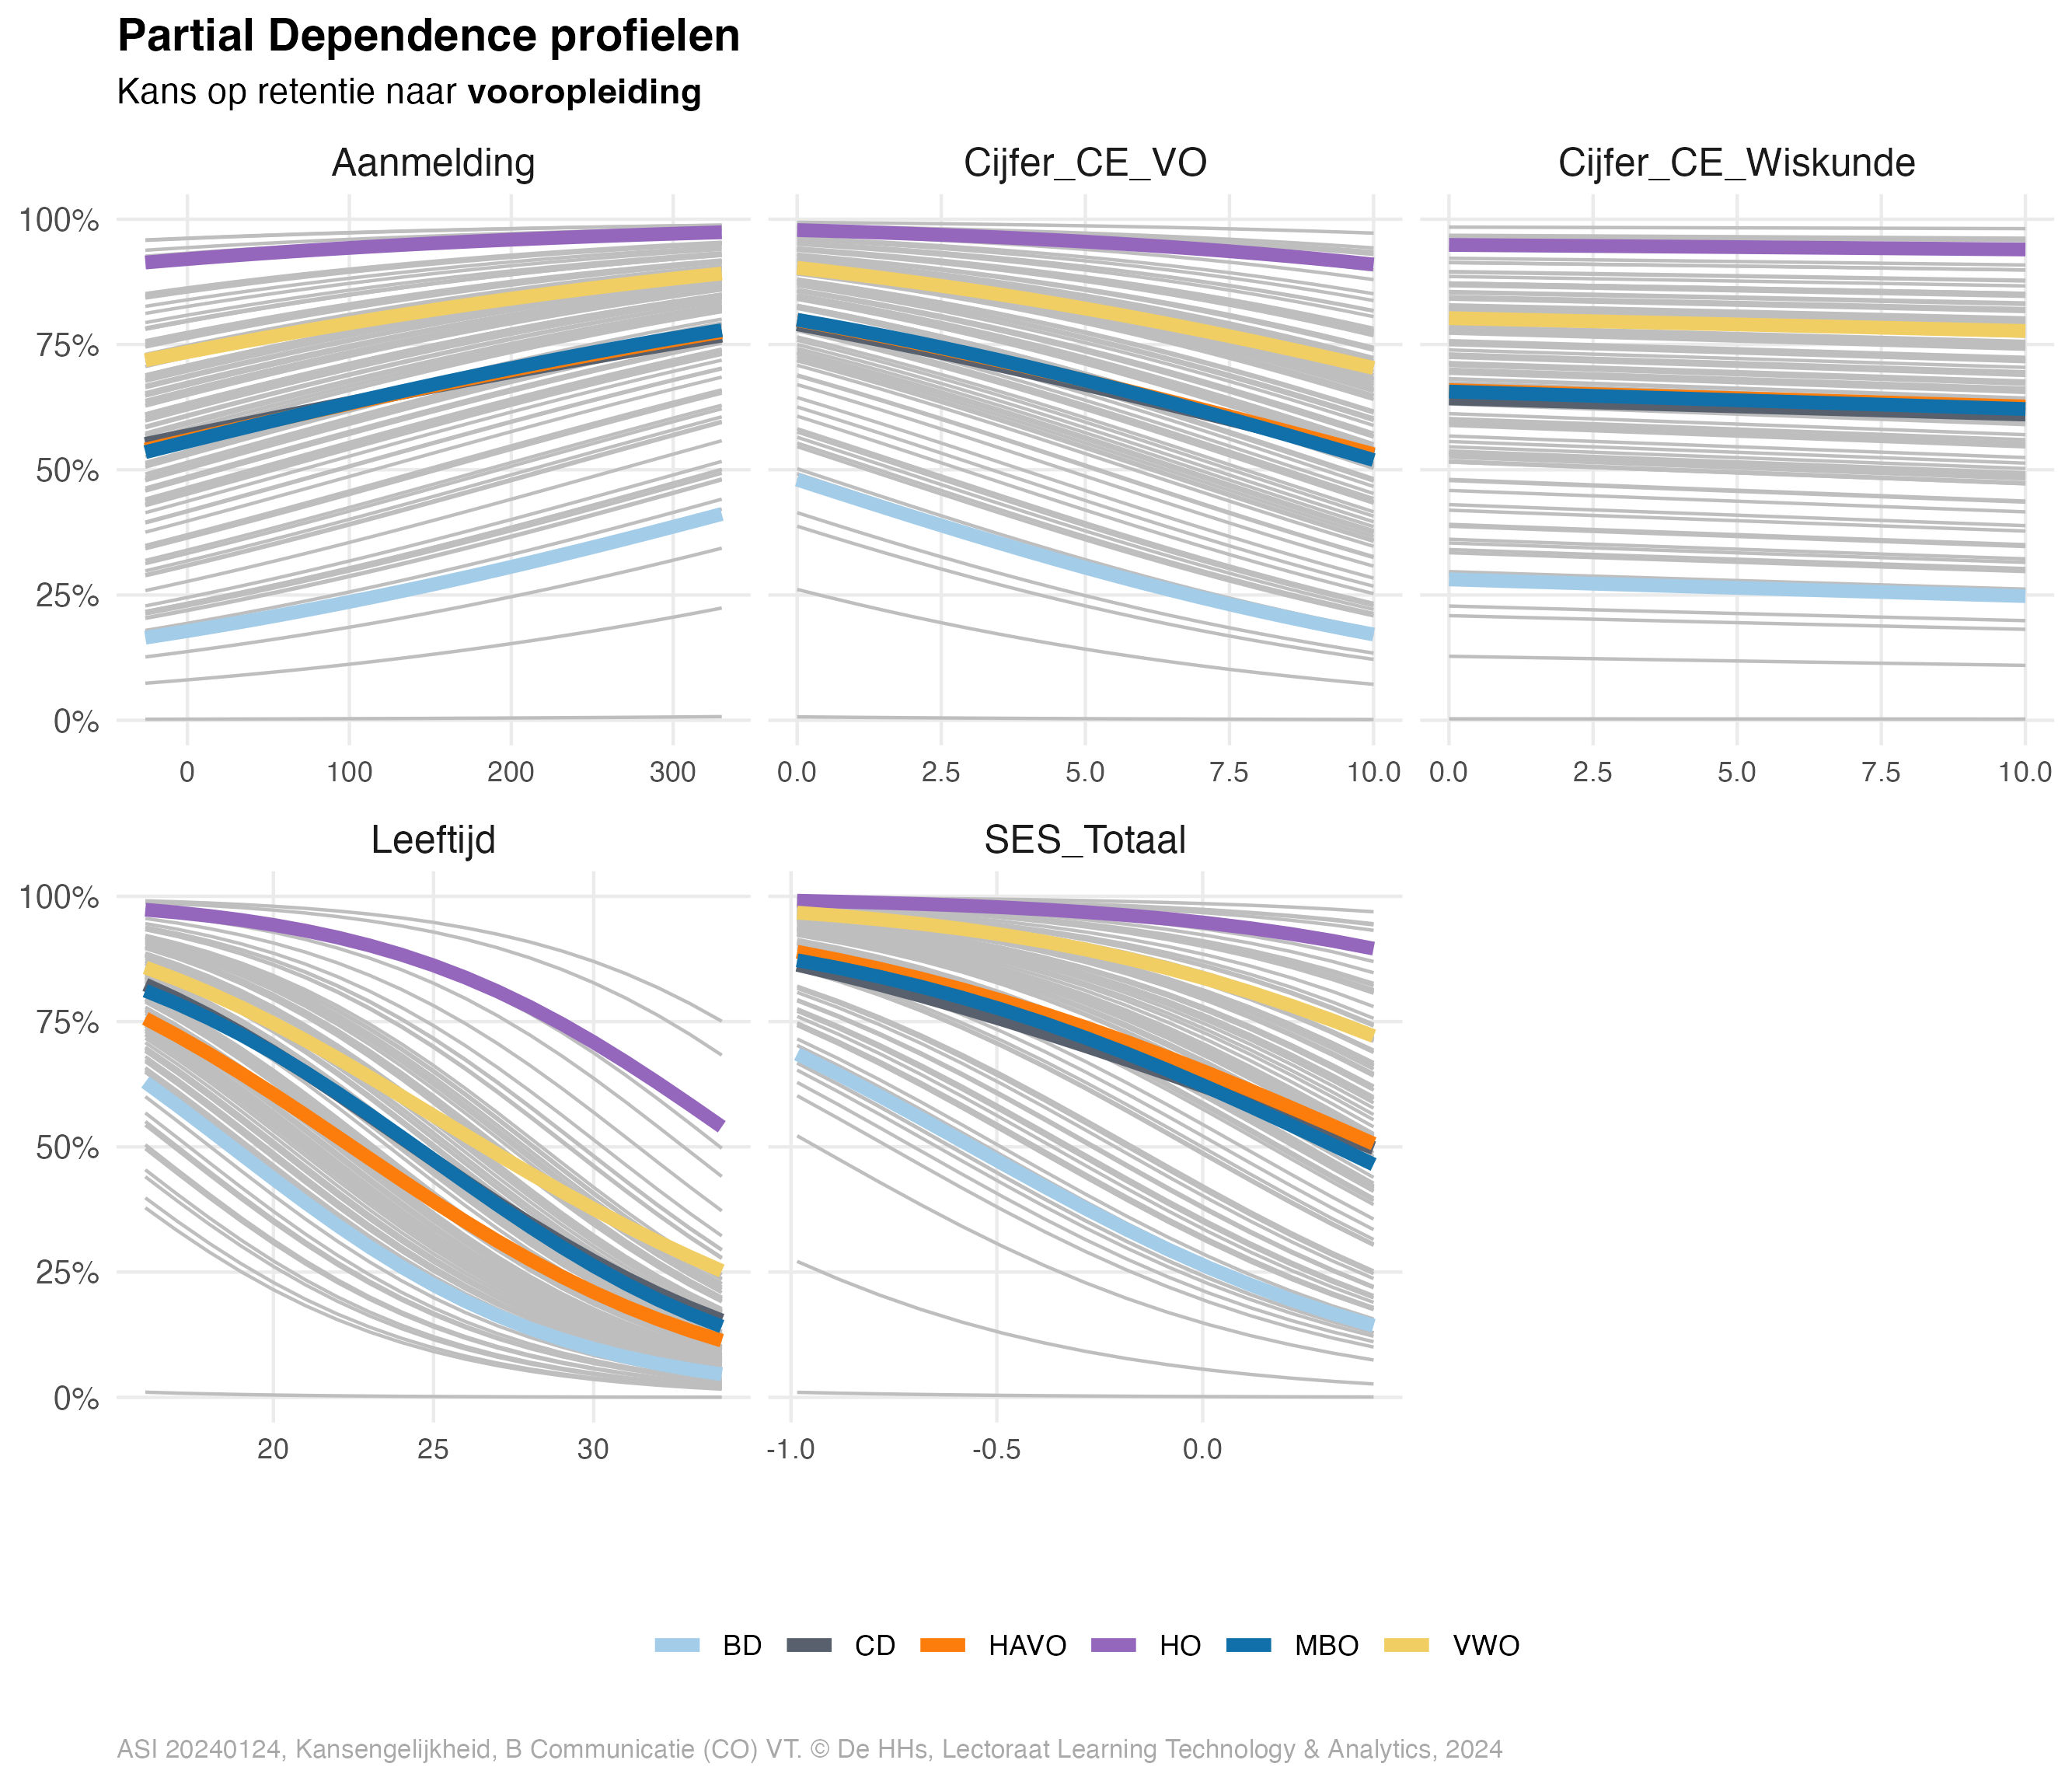 Partial Dependence profielen
Kans op retentie naar vooropleiding
Aanmelding
Cijfer_CE_VO
Cijfer_CE_Wiskunde
100%
75%
50%
25%
0%
0 100 200 300
0.0 2.5 5.0 7.5 10.0
0.0 2.5 5.0 7.5 10.0
Leeftijd
SES_Totaal
100%
75%
50%
25%
0%
20 25 30
-1.0 -0.5 0.0
BD CD HAVO HO MBO VWO
ASI 20240124, Kansengelijkheid, B Communicatie (CO) VT. © De HHs, Lectoraat Learning Technology & Analytics, 2024